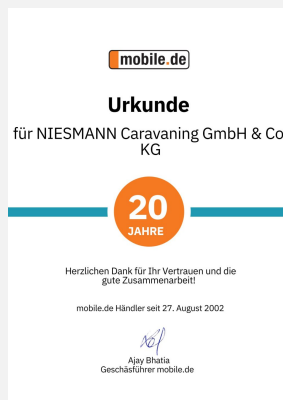 mobile.de
Urkunde
für NIESMANN Caravaning GmbH & Co
KG
20
JAHRE
Herzlichen Dank für Ihr Vertrauen und die
gute Zusammenarbeit!
mobile.de Händler seit 27. August 2002
Ajay Bhatia
Geschäsführer mobile.de